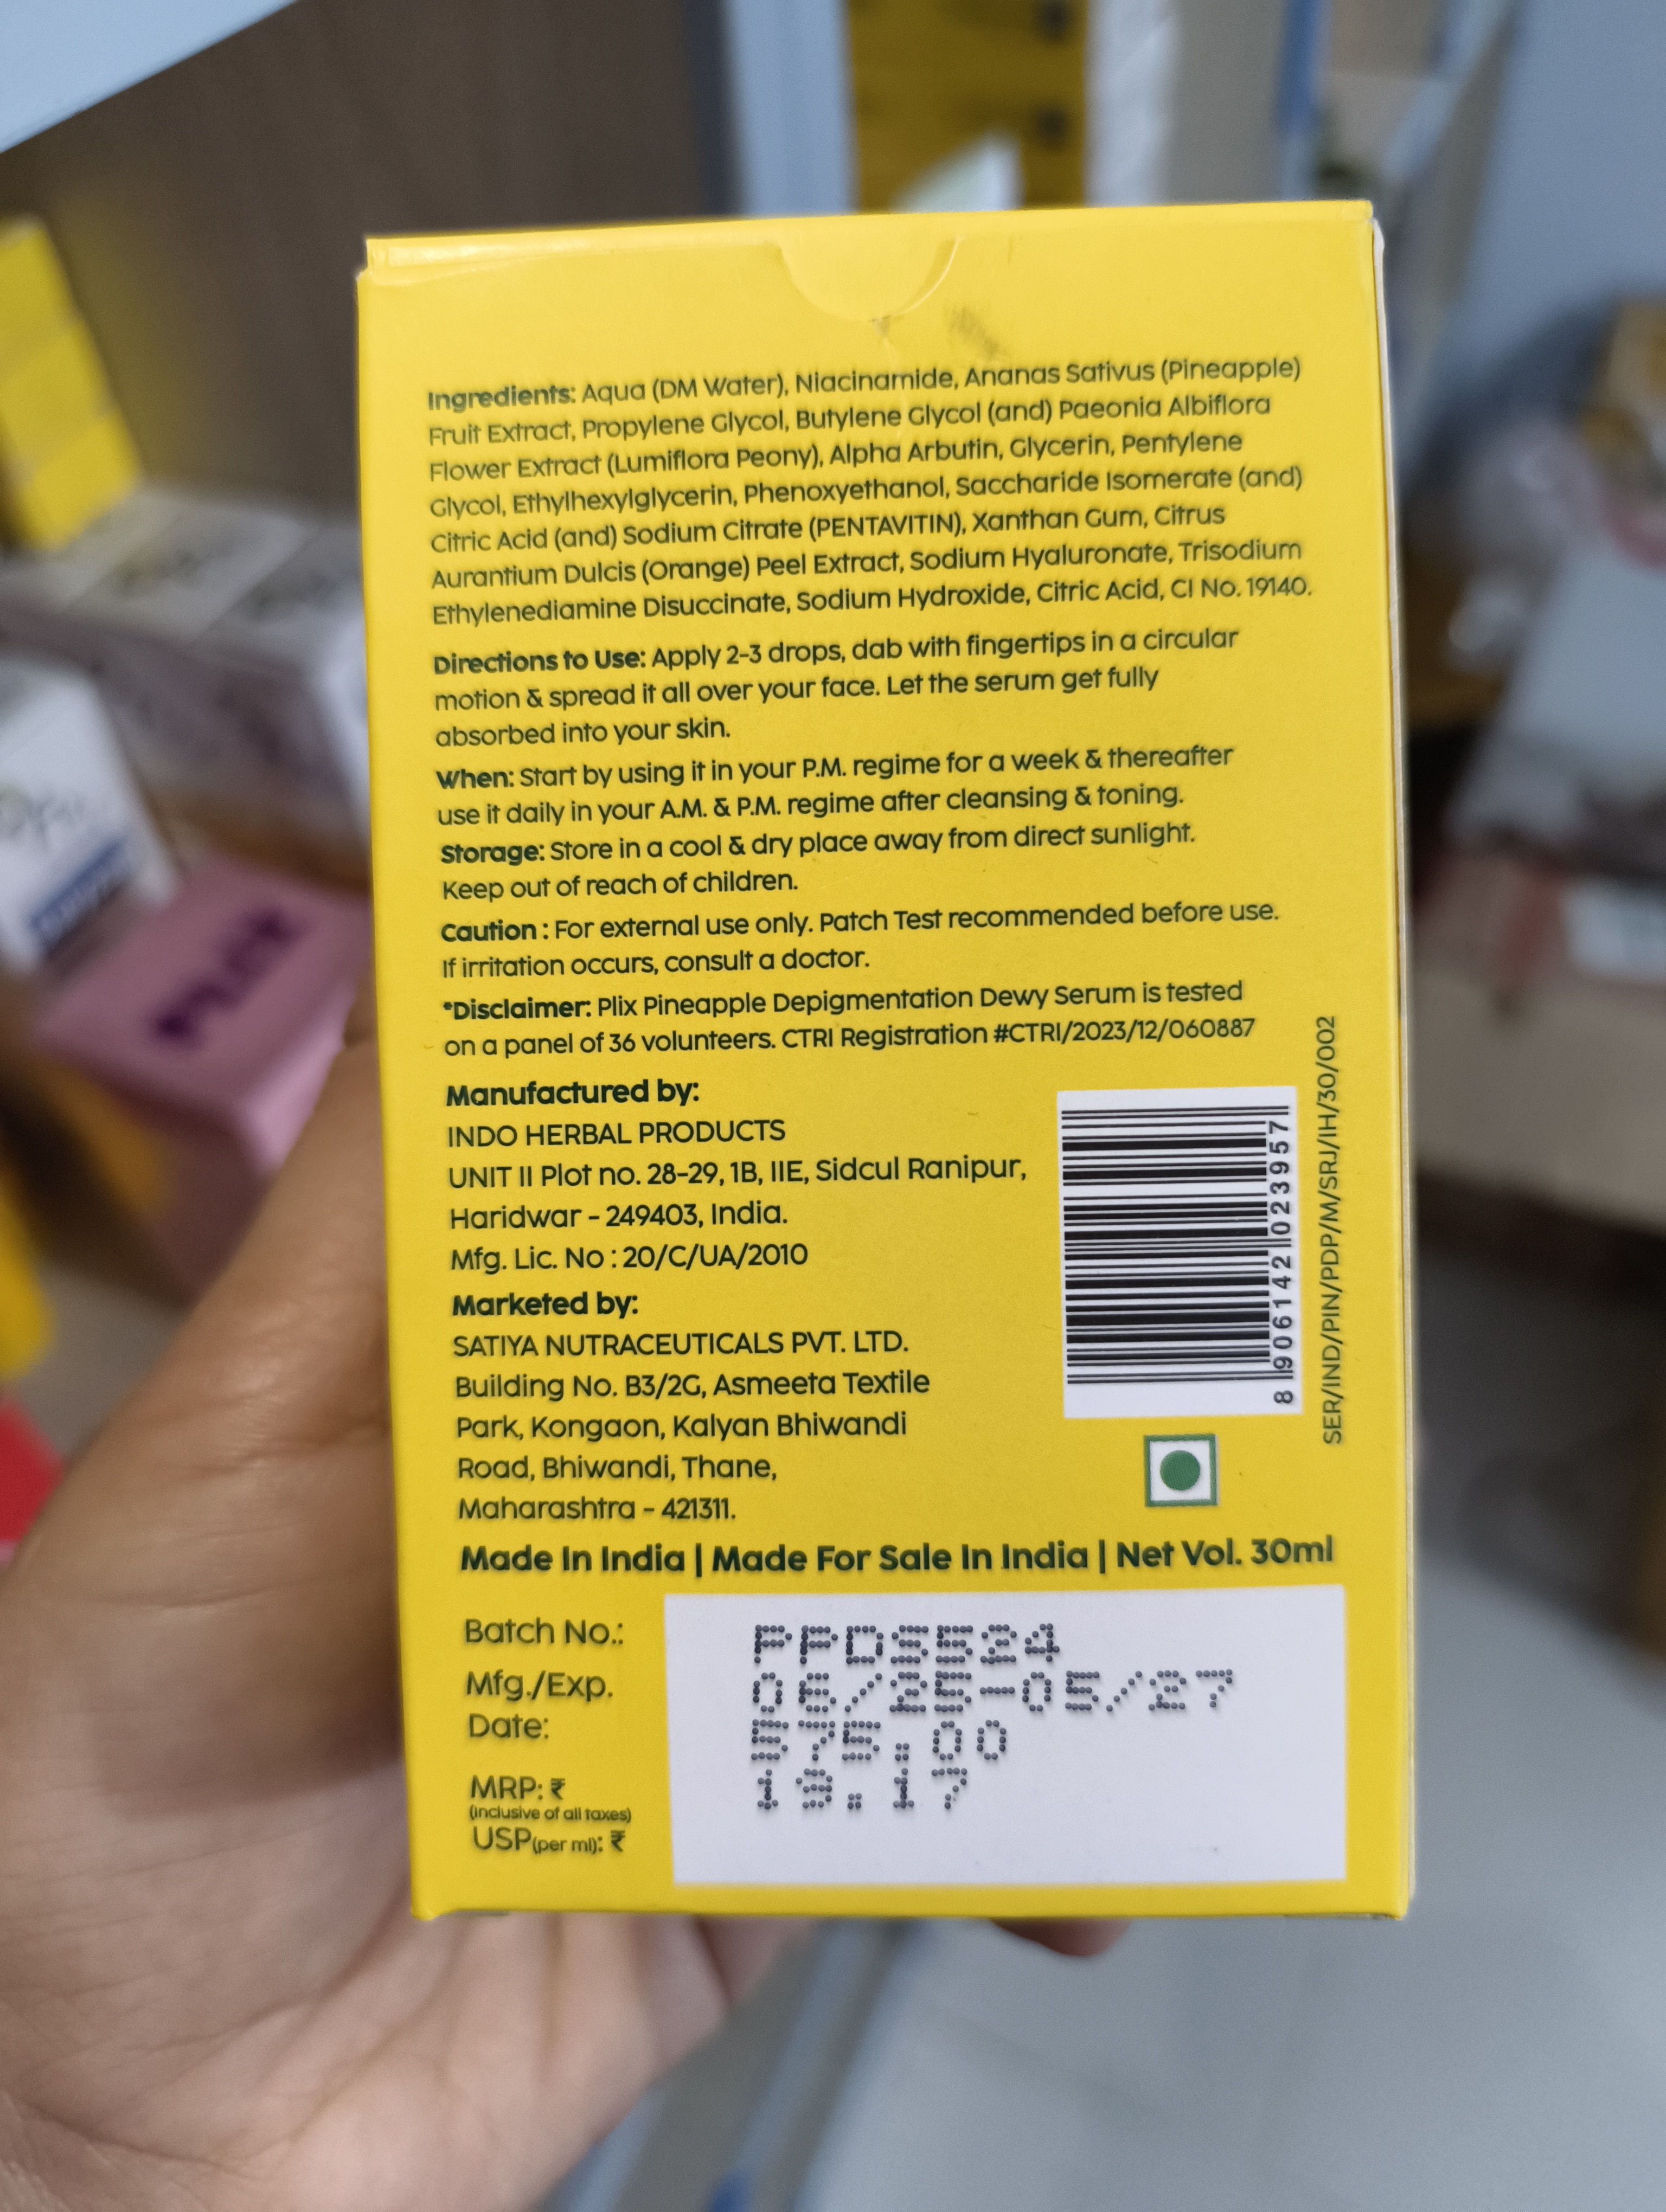 Ingredients: Aqua (DM Water), Niacinamide, Ananas Sativus (Pineapple)
Fruit Extract, Propylene Glycol, Butylene Glycol (and) Paeonia Albiflora
Flower Extract (Lumiflora Peony), Alpha Arbutin, Glycerin, Pentylene
Glycol, Ethylhexylglycerin, Phenoxyethanol, Saccharide Isomerate (and)
Citric Acid (and) Sodium Citrate (PENTAVITIN), Xanthan Gum, Citrus
Aurantium Dulcis (Orange) Peel Extract, Sodium Hyaluronate, Trisodium
Ethylenediamine Disuccinate, Sodium Hydroxide, Citric Acid, CI No. 19140.
Directions to Use: Apply 2-3 drops, dab with fingertips in a circular
motion & spread it all over your face. Let the serum get fully
absorbed into your skin.
When: Start by using it in your P.M. regime for a week & thereafter
use it daily in your A.M. & P.M. regime after cleansing & toning.
Storage: Store in a cool & dry place away from direct sunlight.
Keep out of reach of children.
Caution : For external use only. Patch Test recommended before use.
If irritation occurs, consult a doctor.
*Disclaimer: Plix Pineapple Depigmentation Dewy Serum is tested
on a panel of 36 volunteers. CTRI Registration #CTRI/2023/12/060887
Manufactured by:
INDO HERBAL PRODUCTS
UNIT II Plot no. 28-29, 1B, IIE, Sidcul Ranipur,
Haridwar - 249403, India.
Mfg. Lic. No : 20/C/UA/2010
Marketed by:
SATIYA NUTRACEUTICALS PVT. LTD.
Building No. B3/2G, Asmeeta Textile
Park, Kongaon, Kalyan Bhiwandi
Road, Bhiwandi, Thane,
Maharashtra - 421311.
8 906142 023957
SER/IND/PIN/PDP/M/SRJ/IH/30/002
Made In India | Made For Sale In India | Net Vol. 30ml
Batch No.: PPDS524
Mfg./Exp. 06/25-05/27
Date:
MRP: ₹ 575.00
(inclusive of all taxes)
USP(per ml): ₹ 19.17